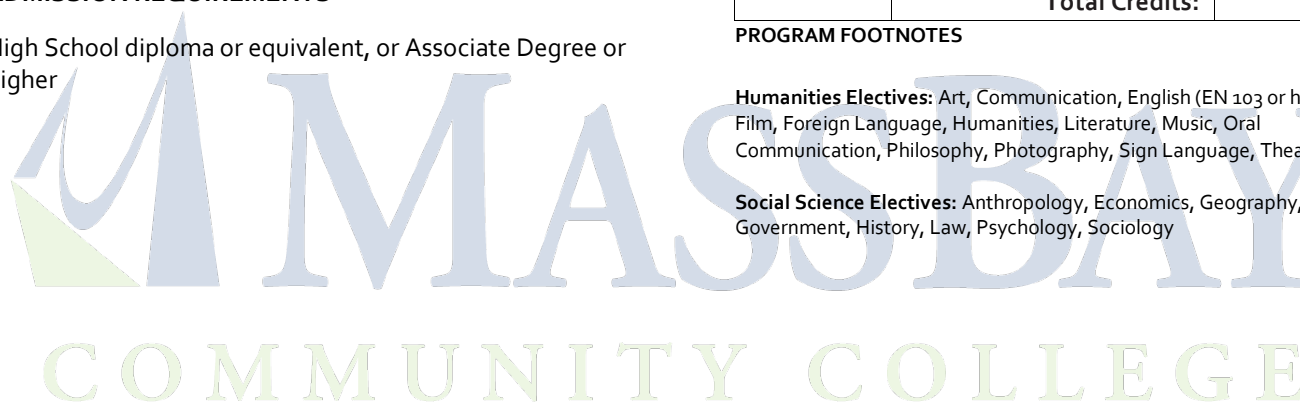 ADMISSION REQUIREMENTS
High School diploma or equivalent, or Associate Degree or
higher
Total Credits:
PROGRAM FOOTNOTES
Humanities Electives: Art, Communication, English (EN 103 or h
Film, Foreign Language, Humanities, Literature, Music, Oral
Communication, Philosophy, Photography, Sign Language, Thea
Social Science Electives: Anthropology, Economics, Geography,
Government, History, Law, Psychology, Sociology
MASSBAY
COMMUNITY COLLEGE